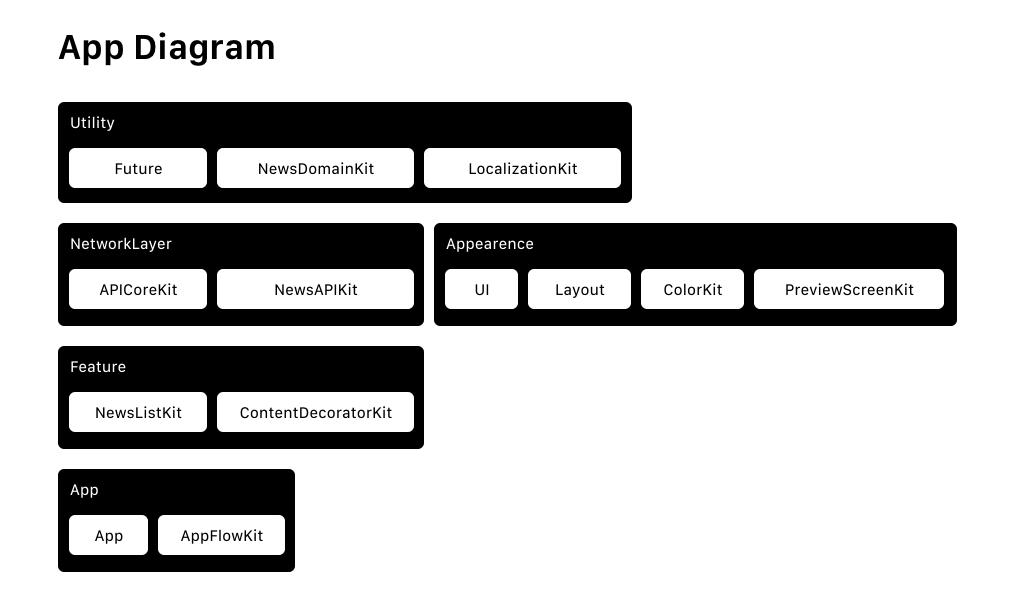 App Diagram
Utility
Future
NewsDomainKit
LocalizationKit
NetworkLayer
APICoreKit
NewsAPIKit
Appearence
UI
Layout
ColorKit
PreviewScreenKit
Feature
NewsListKit
ContentDecoratorKit
App
App
AppFlowKit